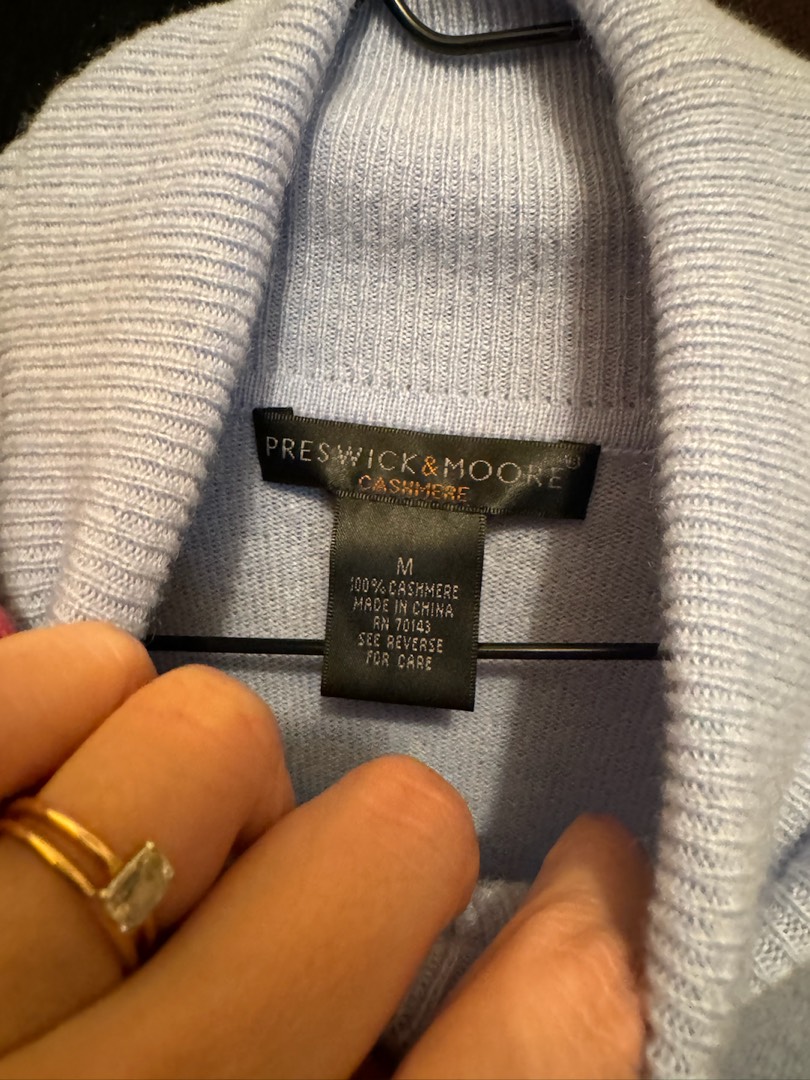 PRESWICK&MOORE®
CASHMERE
M
100% CASHMERE
MADE IN CHINA
RN 70143
SEE REVERSE
FOR CARE